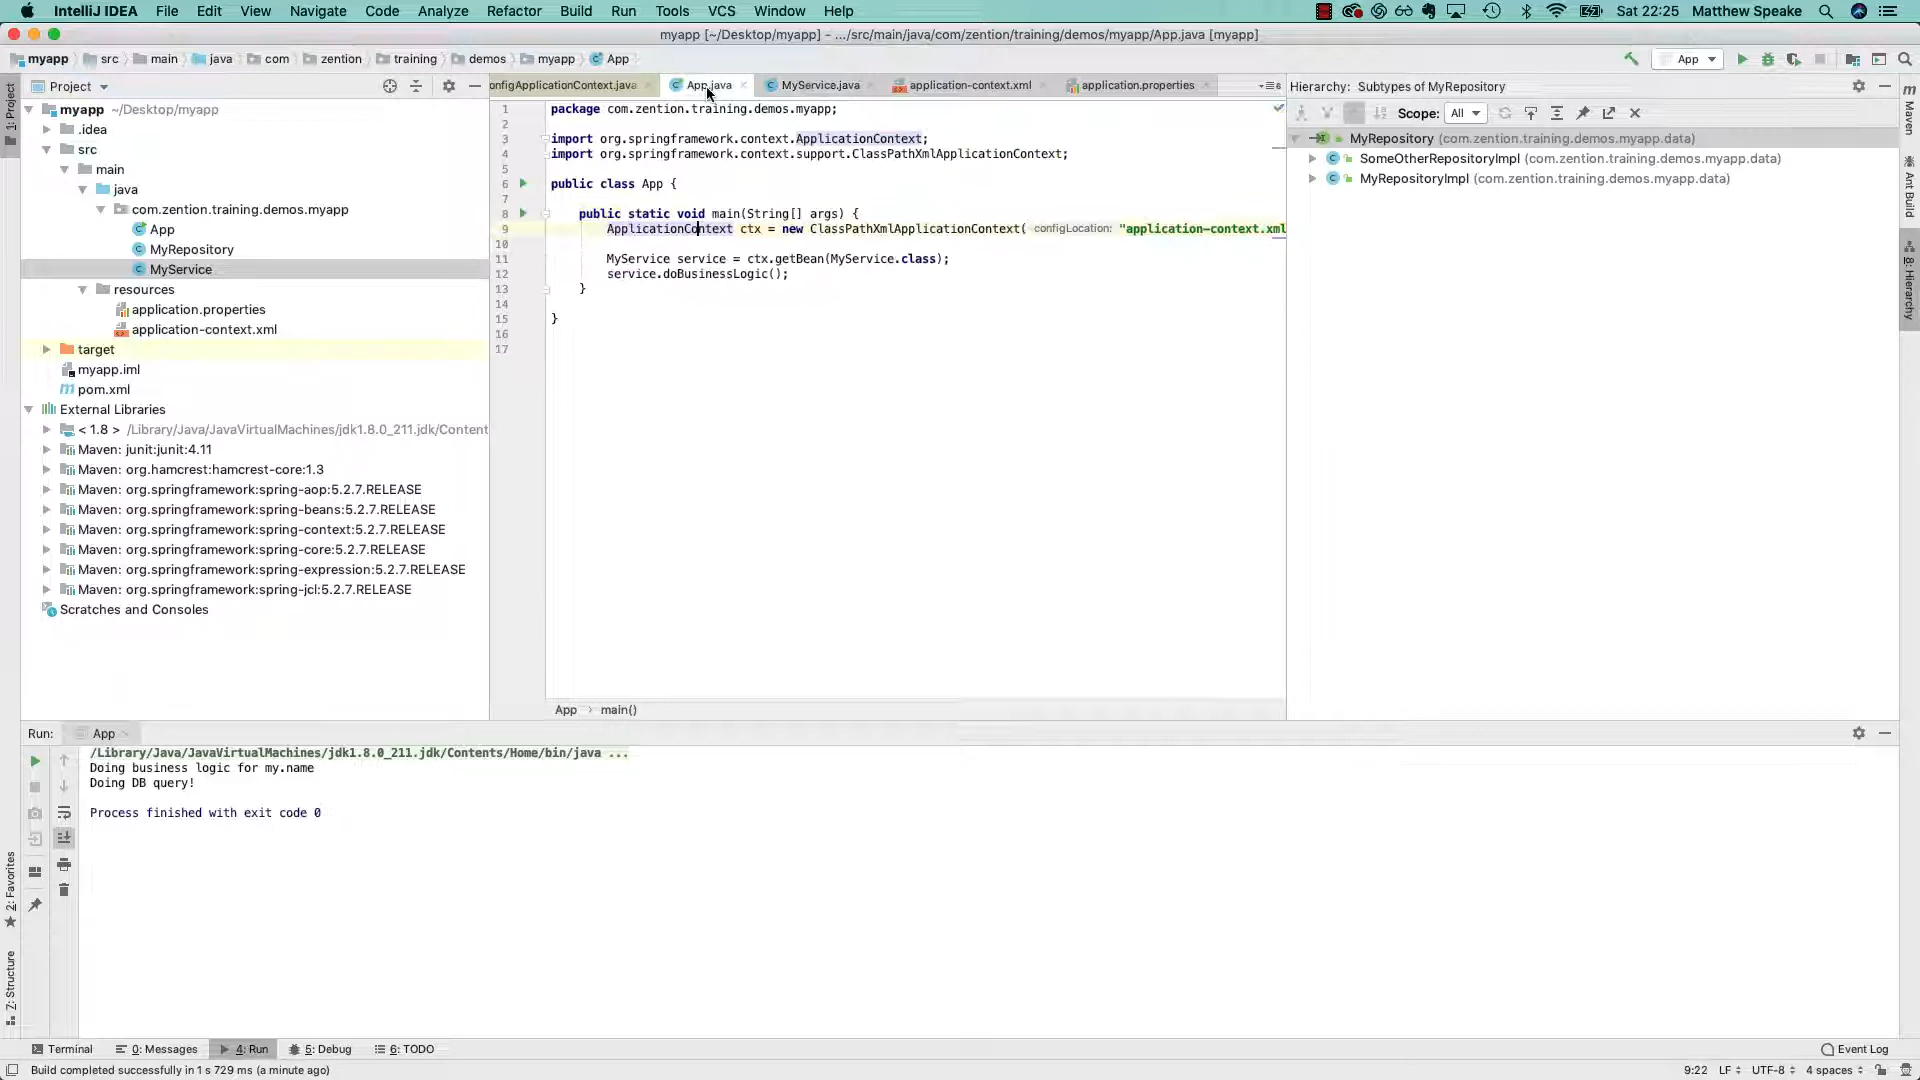 IntelliJ IDEA File Edit View Navigate Code Analyze Refactor Build Run Tools VCS Window Help Sat 22:25 Matthew Speake
myapp [~/Desktop/myapp] - .../src/main/java/com/zention/training/demos/myapp/App.java [myapp]
myapp src main java com zention training demos myapp App App
Project onfigApplicationContext.java App.java MyService.java application-context.xml application.properties Hierarchy: Subtypes of MyRepository
myapp ~/Desktop/myapp
.idea
src
main
java
com.zention.training.demos.myapp
App
MyRepository
MyService
resources
application.properties
application-context.xml
target
myapp.iml
pom.xml
External Libraries
< 1.8 > /Library/Java/JavaVirtualMachines/jdk1.8.0_211.jdk/Content
Maven: junit:junit:4.11
Maven: org.hamcrest:hamcrest-core:1.3
Maven: org.springframework:spring-aop:5.2.7.RELEASE
Maven: org.springframework:spring-beans:5.2.7.RELEASE
Maven: org.springframework:spring-context:5.2.7.RELEASE
Maven: org.springframework:spring-core:5.2.7.RELEASE
Maven: org.springframework:spring-expression:5.2.7.RELEASE
Maven: org.springframework:spring-jcl:5.2.7.RELEASE
Scratches and Consoles
1 package com.zention.training.demos.myapp;
2
3 import org.springframework.context.ApplicationContext;
4 import org.springframework.context.support.ClassPathXmlApplicationContext;
5
6 public class App {
7
8 public static void main(String[] args) {
9 ApplicationContext ctx = new ClassPathXmlApplicationContext( configLocation: "application-context.xml
10
11 MyService service = ctx.getBean(MyService.class);
12 service.doBusinessLogic();
13 }
14
15 }
16
17
App main()
Scope: All
MyRepository (com.zention.training.demos.myapp.data)
SomeOtherRepositoryImpl (com.zention.training.demos.myapp.data)
MyRepositoryImpl (com.zention.training.demos.myapp.data)
1: Project
2: Favorites
Z: Structure
Maven
Ant Build
8: Hierarchy
Run: App
/Library/Java/JavaVirtualMachines/jdk1.8.0_211.jdk/Contents/Home/bin/java ...
Doing business logic for my.name
Doing DB query!
Process finished with exit code 0
Terminal 0: Messages 4: Run 5: Debug 6: TODO Event Log
Build completed successfully in 1 s 729 ms (a minute ago) 9:22 LF UTF-8 4 spaces